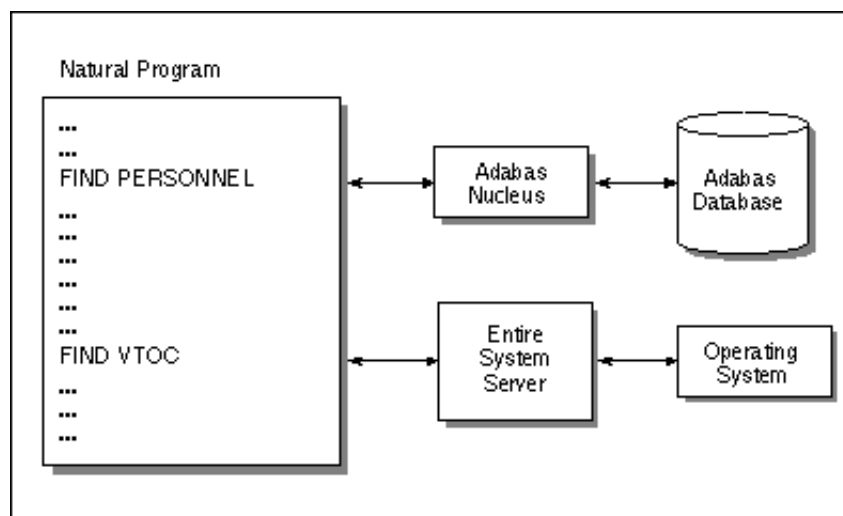 Natural Program
...
...
FIND PERSONNEL
...
...
...
...
...
...
FIND VTOC
...
...
...
Adabas
Nucleus
Adabas
Database
Entire
System
Server
Operating
System